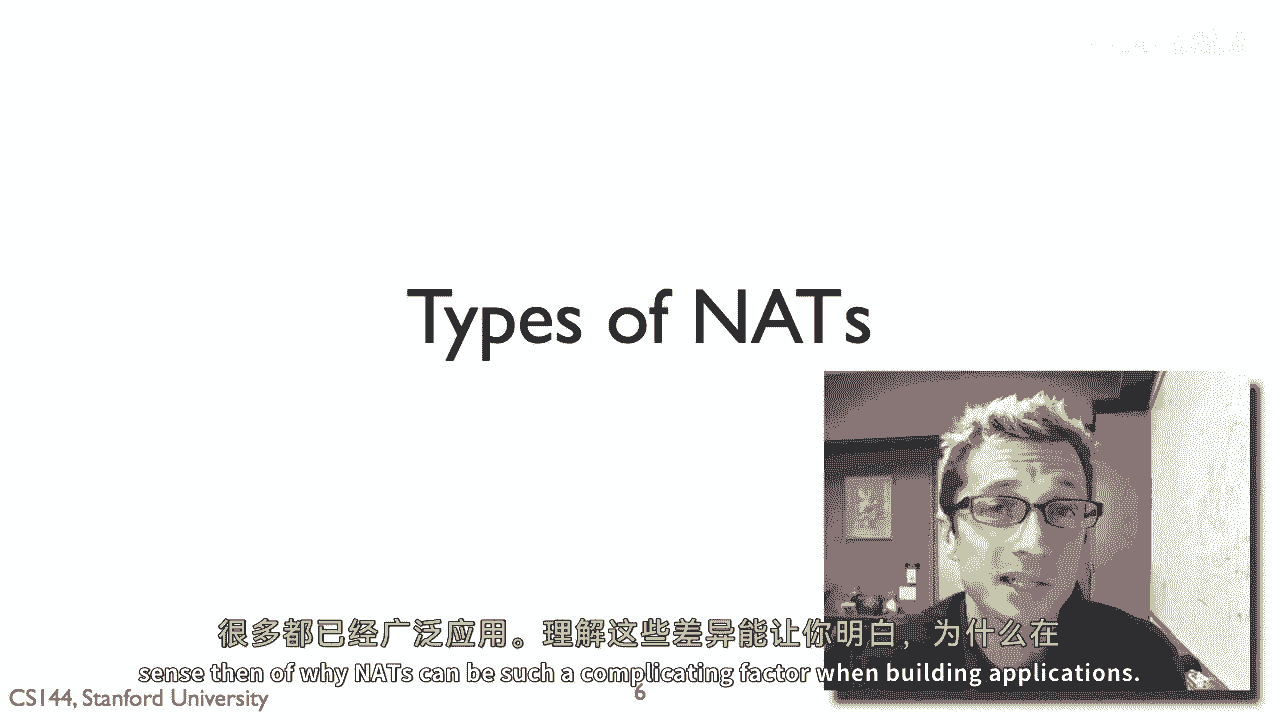 Types of NATs
很多都已经广泛应用。理解这些差异能让你明白，为什么在
sense then of why NATs can be such a complicating factor when building applications.
CS144, Stanford University
6